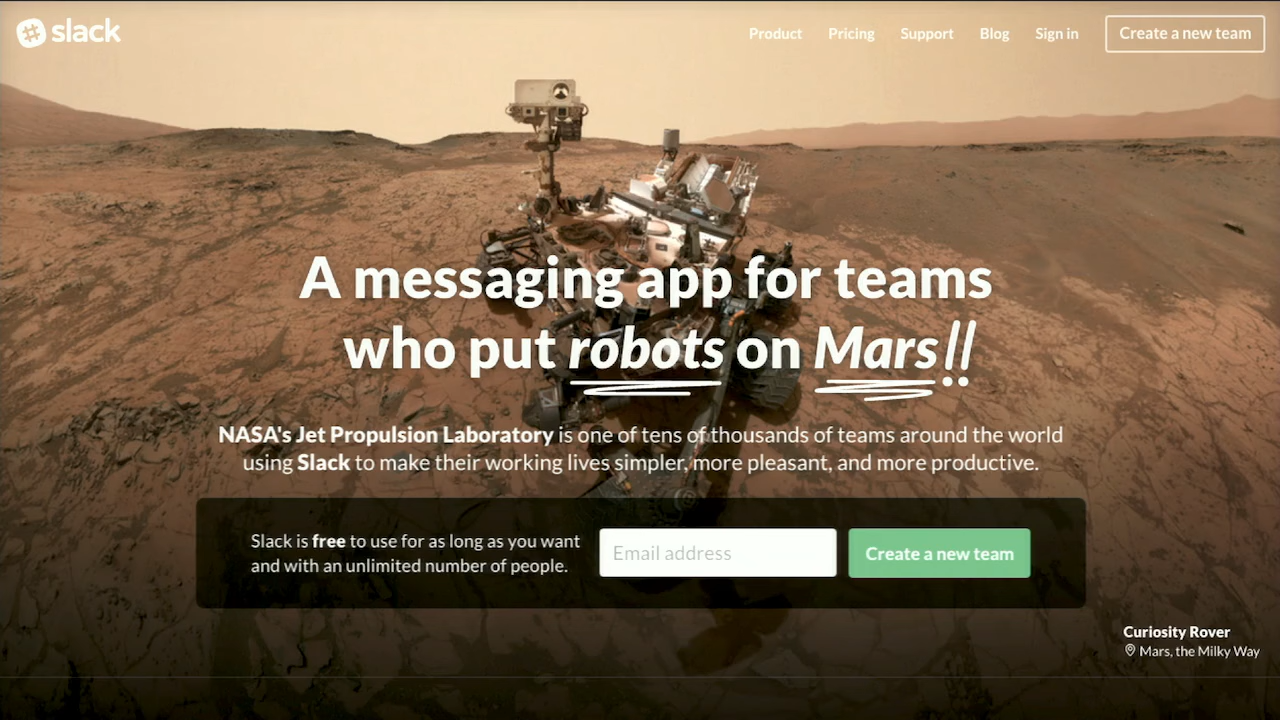 slack
Product Pricing Support Blog Sign in Create a new team
A messaging app for teams
who put robots on Mars!!
NASA's Jet Propulsion Laboratory is one of tens of thousands of teams around the world
using Slack to make their working lives simpler, more pleasant, and more productive.
Slack is free to use for as long as you want
and with an unlimited number of people.
Email address
Create a new team
Curiosity Rover
Mars, the Milky Way